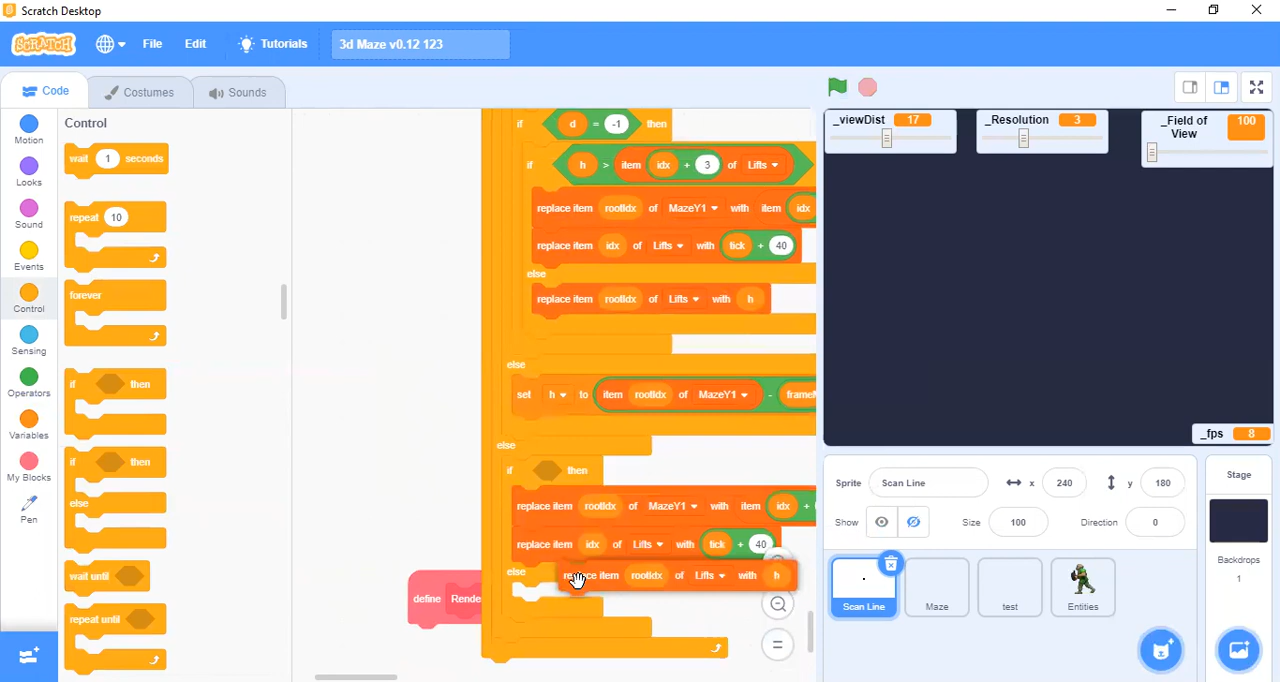 Scratch Desktop
SCRATCH File Edit Tutorials 3d Maze v0.12 123
Code Costumes Sounds
Motion
Looks
Sound
Events
Control
Sensing
Operators
Variables
My Blocks
Pen
Control
wait 1 seconds
repeat 10
forever
if then
if then
else
wait until
repeat until
if d = -1 then
if h > item idx + 3 of Lifts
replace item rootIdx of MazeY1 with item idx
replace item idx of Lifts with tick + 40
else
replace item rootIdx of Lifts with h
else
set h to item rootIdx of MazeY1 -
else
if then
replace item rootIdx of MazeY1 with item idx +
replace item idx of Lifts with tick + 40
else
item rootIdx of Lifts with h
define
_viewDist 17
_Resolution 3
_Field of View 100
_fps 8
Sprite Scan Line x 240 y 180
Show Size 100 Direction 0
Scan Line
Maze
test
Entities
Stage
Backdrops
1